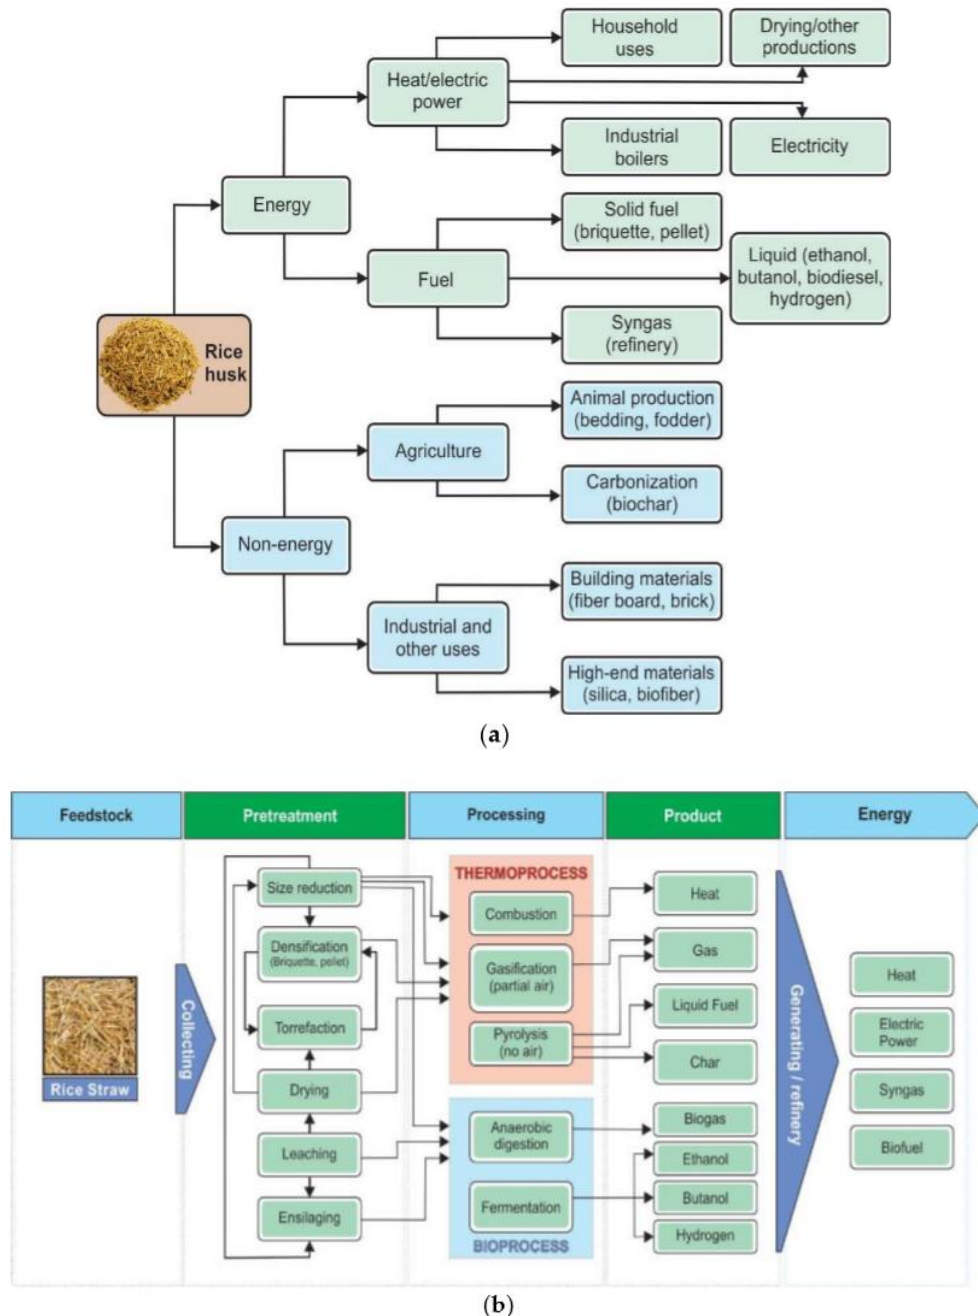 Household
uses
Drying/other
productions
Heat/electric
power
Industrial
boilers
Electricity
Energy
Solid fuel
(briquette, pellet)
Fuel
Liquid (ethanol,
butanol, biodiesel,
hydrogen)
Syngas
(refinery)
Rice
husk
Animal production
(bedding, fodder)
Agriculture
Carbonization
(biochar)
Non-energy
Building materials
(fiber board, brick)
Industrial and
other uses
High-end materials
(silica, biofiber)
(a)
Feedstock
Pretreatment
Processing
Product
Energy
Rice Straw
Collecting
Size reduction
Densification
(Briquette, pellet)
Torrefaction
Drying
Leaching
Ensilaging
THERMOPROCESS
Combustion
Gasification
(partial air)
Pyrolysis
(no air)
Anaerobic
digestion
Fermentation
BIOPROCESS
Heat
Gas
Liquid Fuel
Char
Biogas
Ethanol
Butanol
Hydrogen
Generating / refinery
Heat
Electric
Power
Syngas
Biofuel
(b)